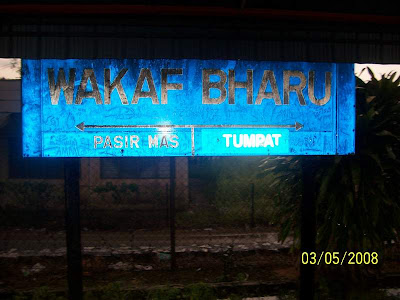 WAKAF BHARU
PASIR MAS TUMPAT
03/05/2008